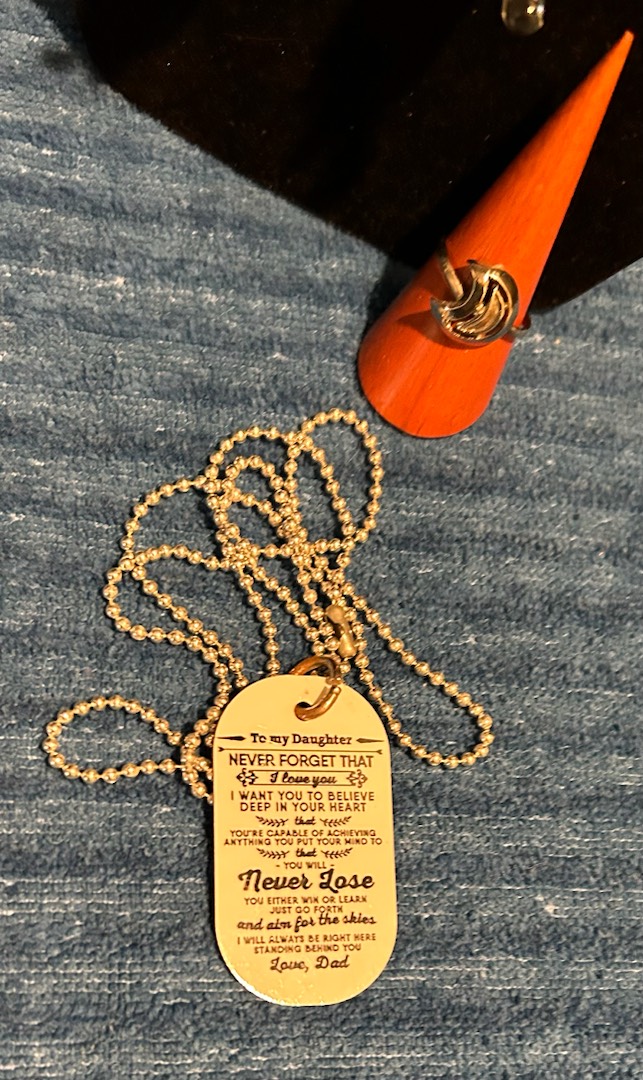 To my Daughter
NEVER FORGET THAT
I love you
I WANT YOU TO BELIEVE
DEEP IN YOUR HEART
that
YOU'RE CAPABLE OF ACHIEVING
ANYTHING YOU PUT YOUR MIND TO
that
- YOU WILL -
Never Lose
YOU EITHER WIN OR LEARN
JUST GO FORTH
and aim for the skies
I WILL ALWAYS BE RIGHT HERE
STANDING BEHIND YOU
Love, Dad